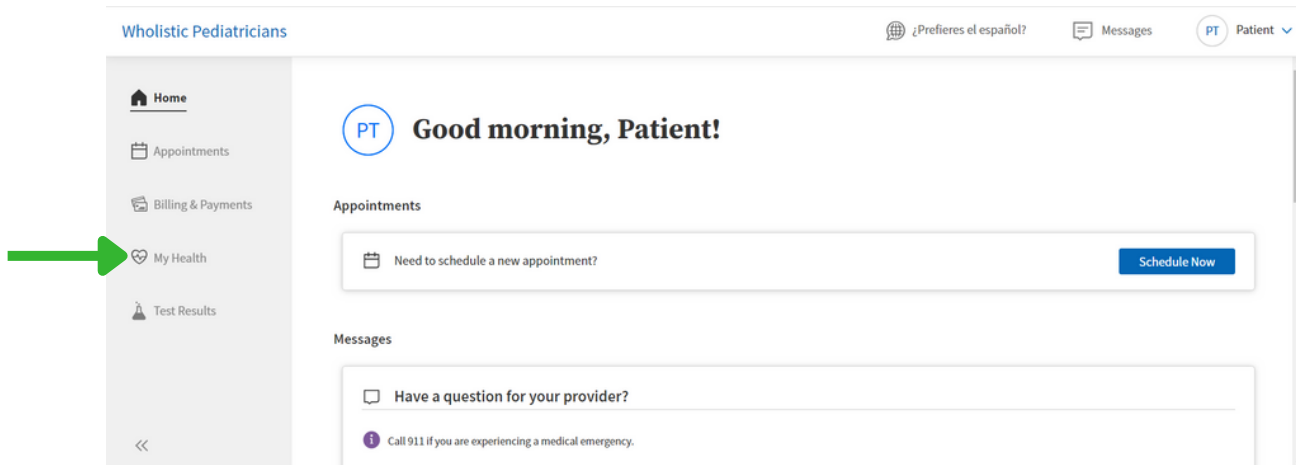 Wholistic Pediatricians
¿Prefieres el español?
Messages
PT
Patient
Home
Appointments
Billing & Payments
My Health
Test Results
PT
Good morning, Patient!
Appointments
Need to schedule a new appointment?
Schedule Now
Messages
Have a question for your provider?
i
Call 911 if you are experiencing a medical emergency.